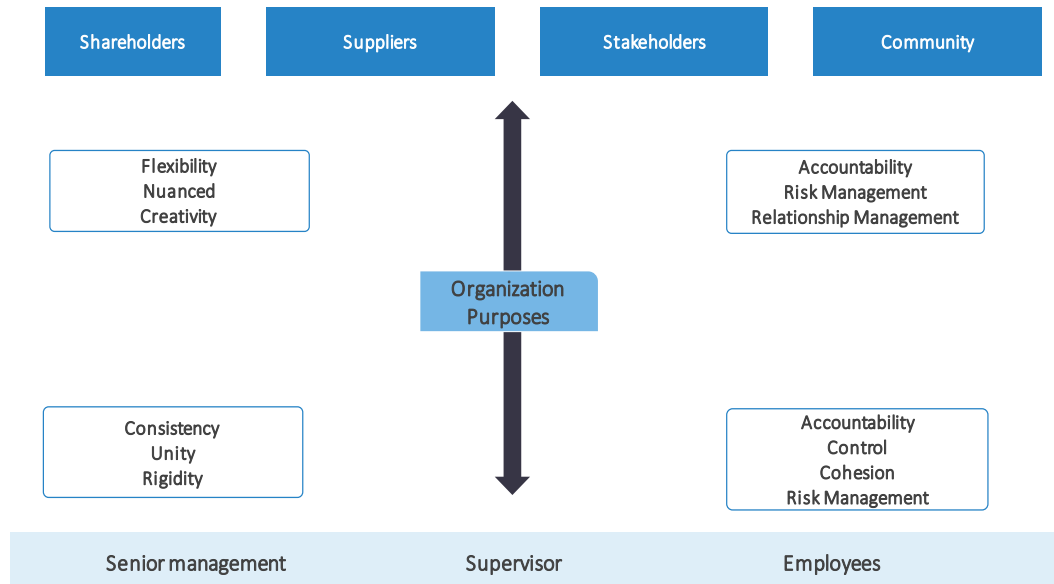 Shareholders
Suppliers
Stakeholders
Community
Flexibility
Nuanced
Creativity
Accountability
Risk Management
Relationship Management
Organization
Purposes
Consistency
Unity
Rigidity
Accountability
Control
Cohesion
Risk Management
Senior management
Supervisor
Employees